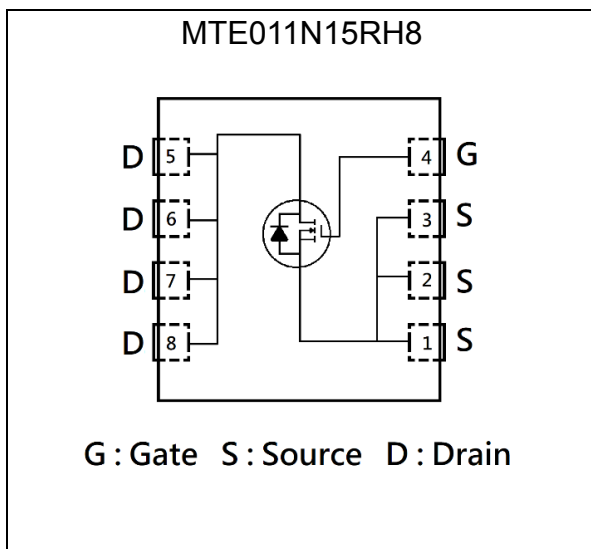 MTE011N15RH8
D 5 4 G
D 6 3 S
D 7 2 S
D 8 1 S
G : Gate S : Source D : Drain